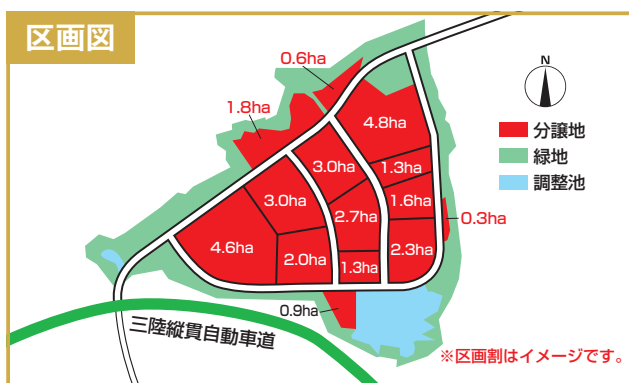 区画図
0.6ha
1.8ha
4.8ha
3.0ha
1.3ha
3.0ha
1.6ha
2.7ha
0.3ha
4.6ha
2.0ha
2.3ha
1.3ha
0.9ha
三陸縦貫自動車道
N
分譲地
緑地
調整池
※区画割はイメージです。